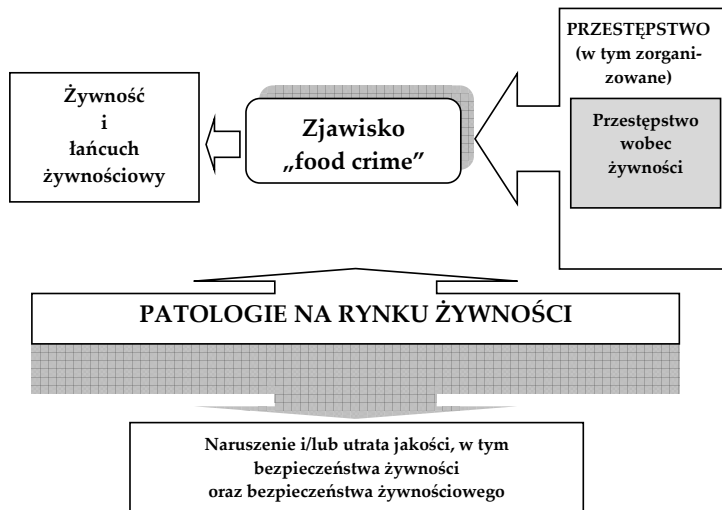 Żywność
i
łańcuch
żywnościowy
Zjawisko
„food crime”
PRZESTĘPSTWO
(w tym zorgani-
zowane)
Przestępstwo
wobec
żywności
PATOLOGIE NA RYNKU ŻYWNOŚCI
Naruszenie i/lub utrata jakości, w tym
bezpieczeństwa żywności
oraz bezpieczeństwa żywnościowego